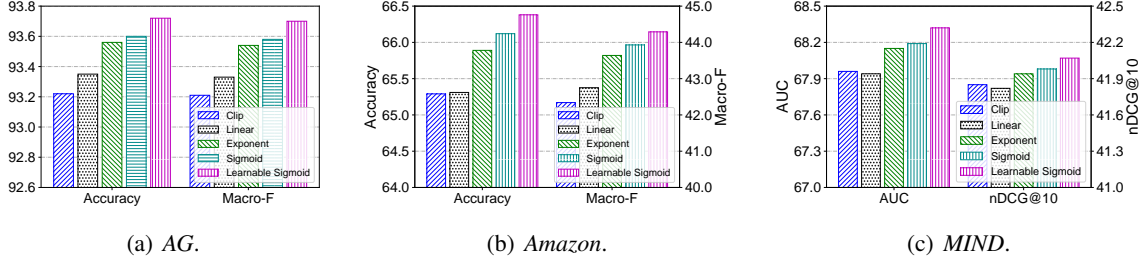 93.8
93.6
93.4
93.2
93.0
92.8
92.6
Accuracy
Macro-F
Clip
Linear
Exponent
Sigmoid
Learnable Sigmoid
(a) AG.
Accuracy
66.5
66.0
65.5
65.0
64.5
64.0
Accuracy
Macro-F
45.0
44.0
43.0
42.0
41.0
40.0
Macro-F
Clip
Linear
Exponent
Sigmoid
Learnable Sigmoid
(b) Amazon.
AUC
68.5
68.2
67.9
67.6
67.3
67.0
AUC
nDCG@10
42.5
42.2
41.9
41.6
41.3
41.0
nDCG@10
Clip
Linear
Exponent
Sigmoid
Learnable Sigmoid
(c) MIND.